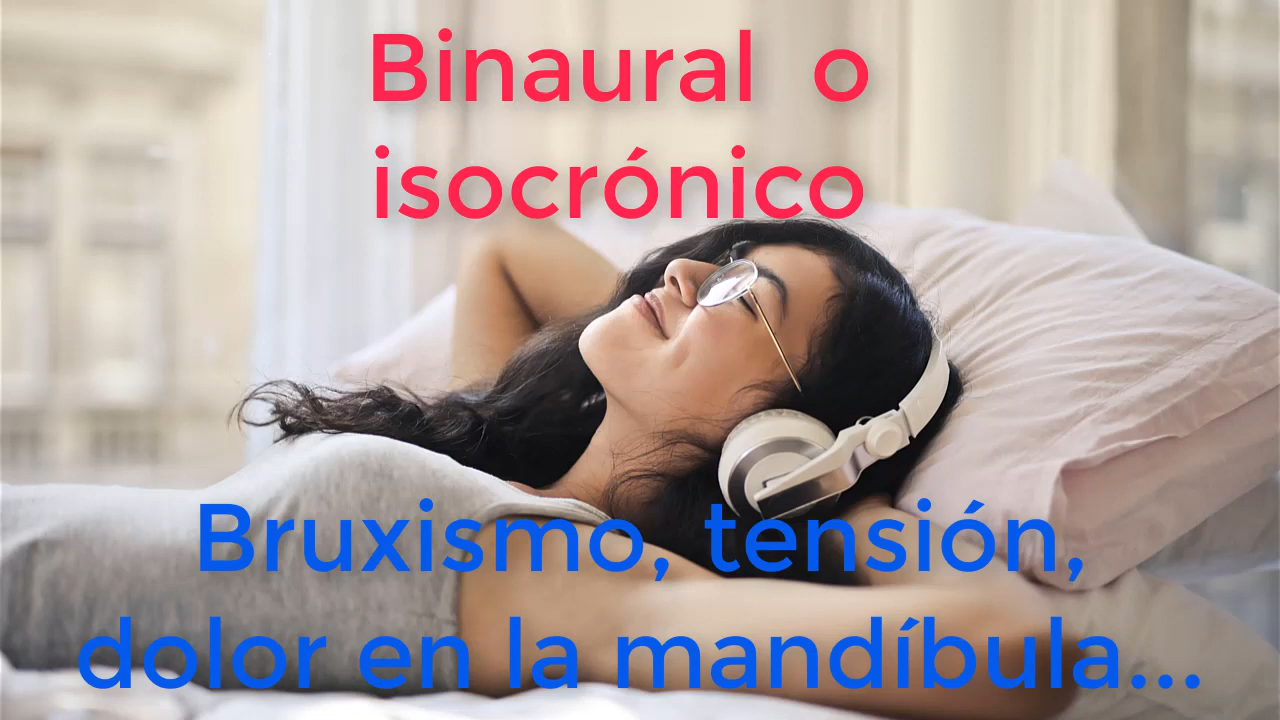 Binaural o
isocrónico
Bruxismo, tensión,
dolor en la mandíbula...